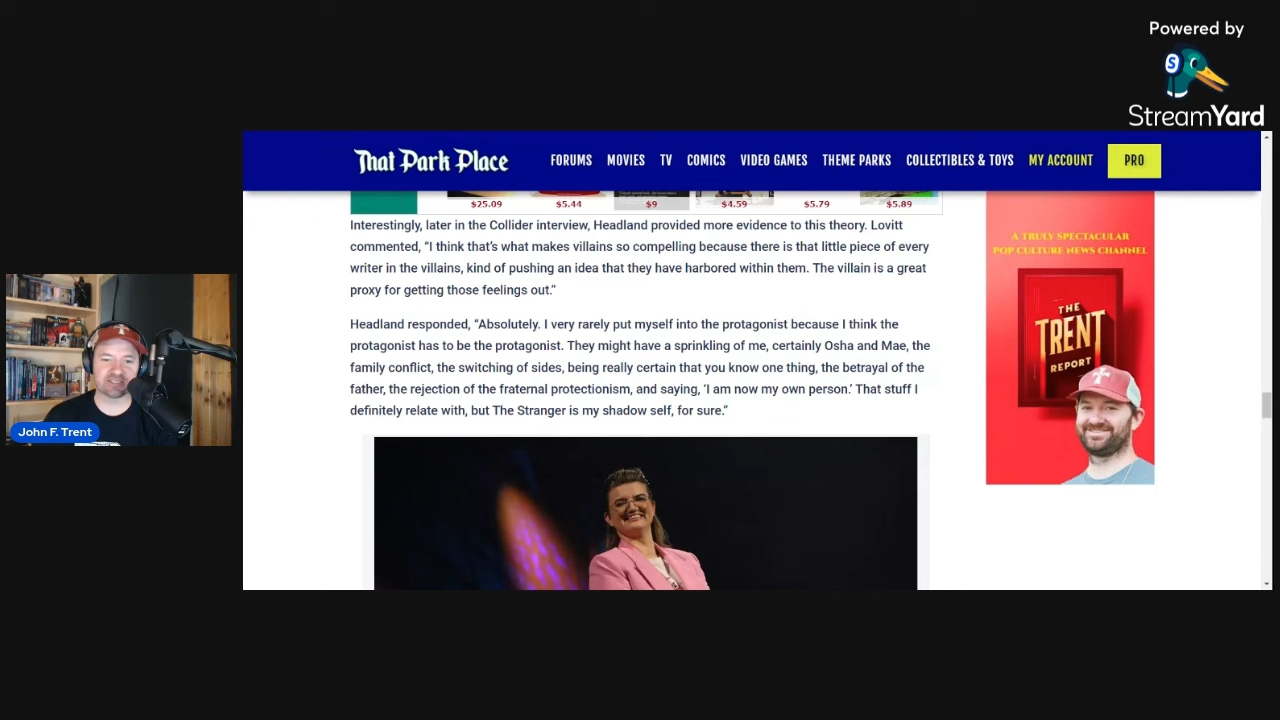 Powered by
S
StreamYard
That Park Place
FORUMS MOVIES TV COMICS VIDEO GAMES THEME PARKS COLLECTIBLES & TOYS MY ACCOUNT PRO
$25.09 $5.44 $9 $4.59 $5.79 $5.89
Interestingly, later in the Collider interview, Headland provided more evidence to this theory. Lovitt
commented, “I think that’s what makes villains so compelling because there is that little piece of every
writer in the villains, kind of pushing an idea that they have harbored within them. The villain is a great
proxy for getting those feelings out.”
Headland responded, “Absolutely. I very rarely put myself into the protagonist because I think the
protagonist has to be the protagonist. They might have a sprinkling of me, certainly Osha and Mae, the
family conflict, the switching of sides, being really certain that you know one thing, the betrayal of the
father, the rejection of the fraternal protectionism, and saying, ‘I am now my own person.’ That stuff I
definitely relate with, but The Stranger is my shadow self, for sure.”
A TRULY SPECTACULAR
POP CULTURE NEWS CHANNEL
THE
TRENT
REPORT
John F. Trent